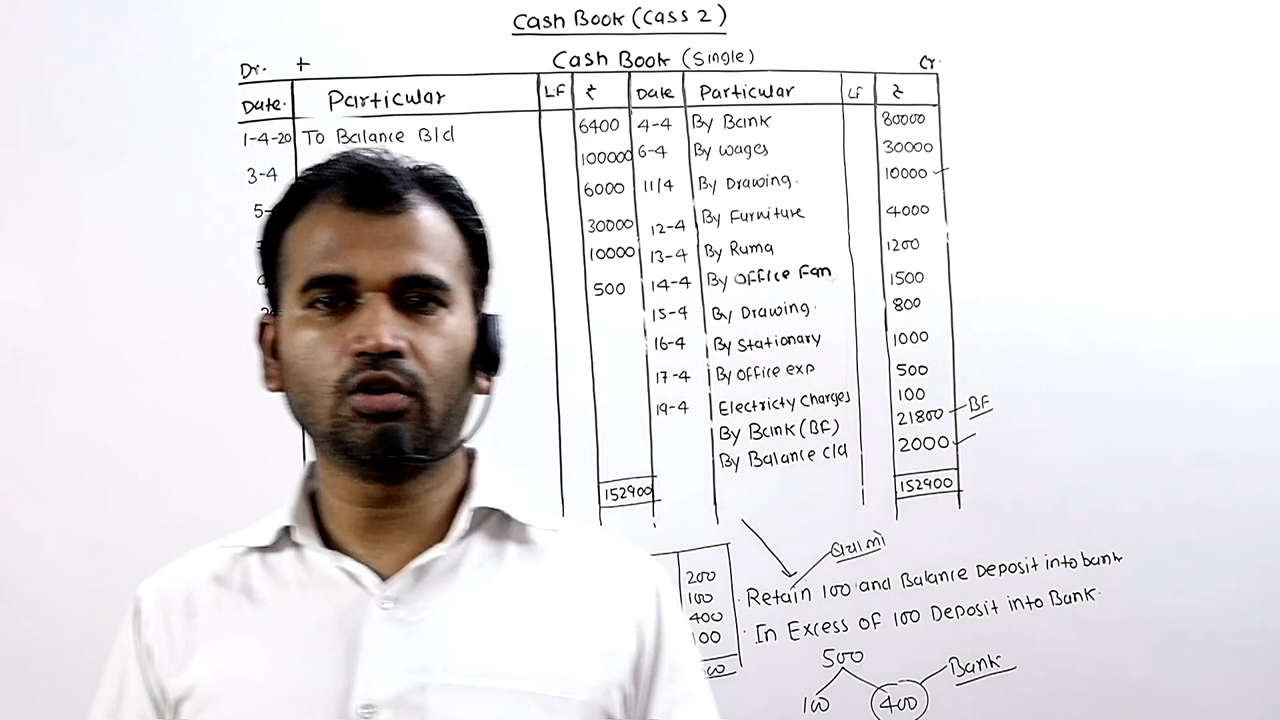 Cash Book (Cass 2)
Cash Book (Single)
Dr. + Cr.
Date. Particular LF ₹ Date Particular LF ₹
1-4-20 To Balance B/d 6400 4-4 By Bank 80000
3-4 100000 6-4 By wages 30000
5- 6000 11/4 By Drawing. 10000
30000 12-4 By Furniture 4000
10000 13-4 By Ruma 1200
500 14-4 By Office Fan 1500
15-4 By Drawing. 800
16-4 By Stationary 1000
17-4 By office exp 500
19-4 Electricty charges 100
By Bank (BF) 21800 BF
By Balance c/d 2000
152900 152900
200
100
400
100
Retain 100 and Balance Deposit into bank
In Excess of 100 Deposit into Bank.
500
100 400 Bank